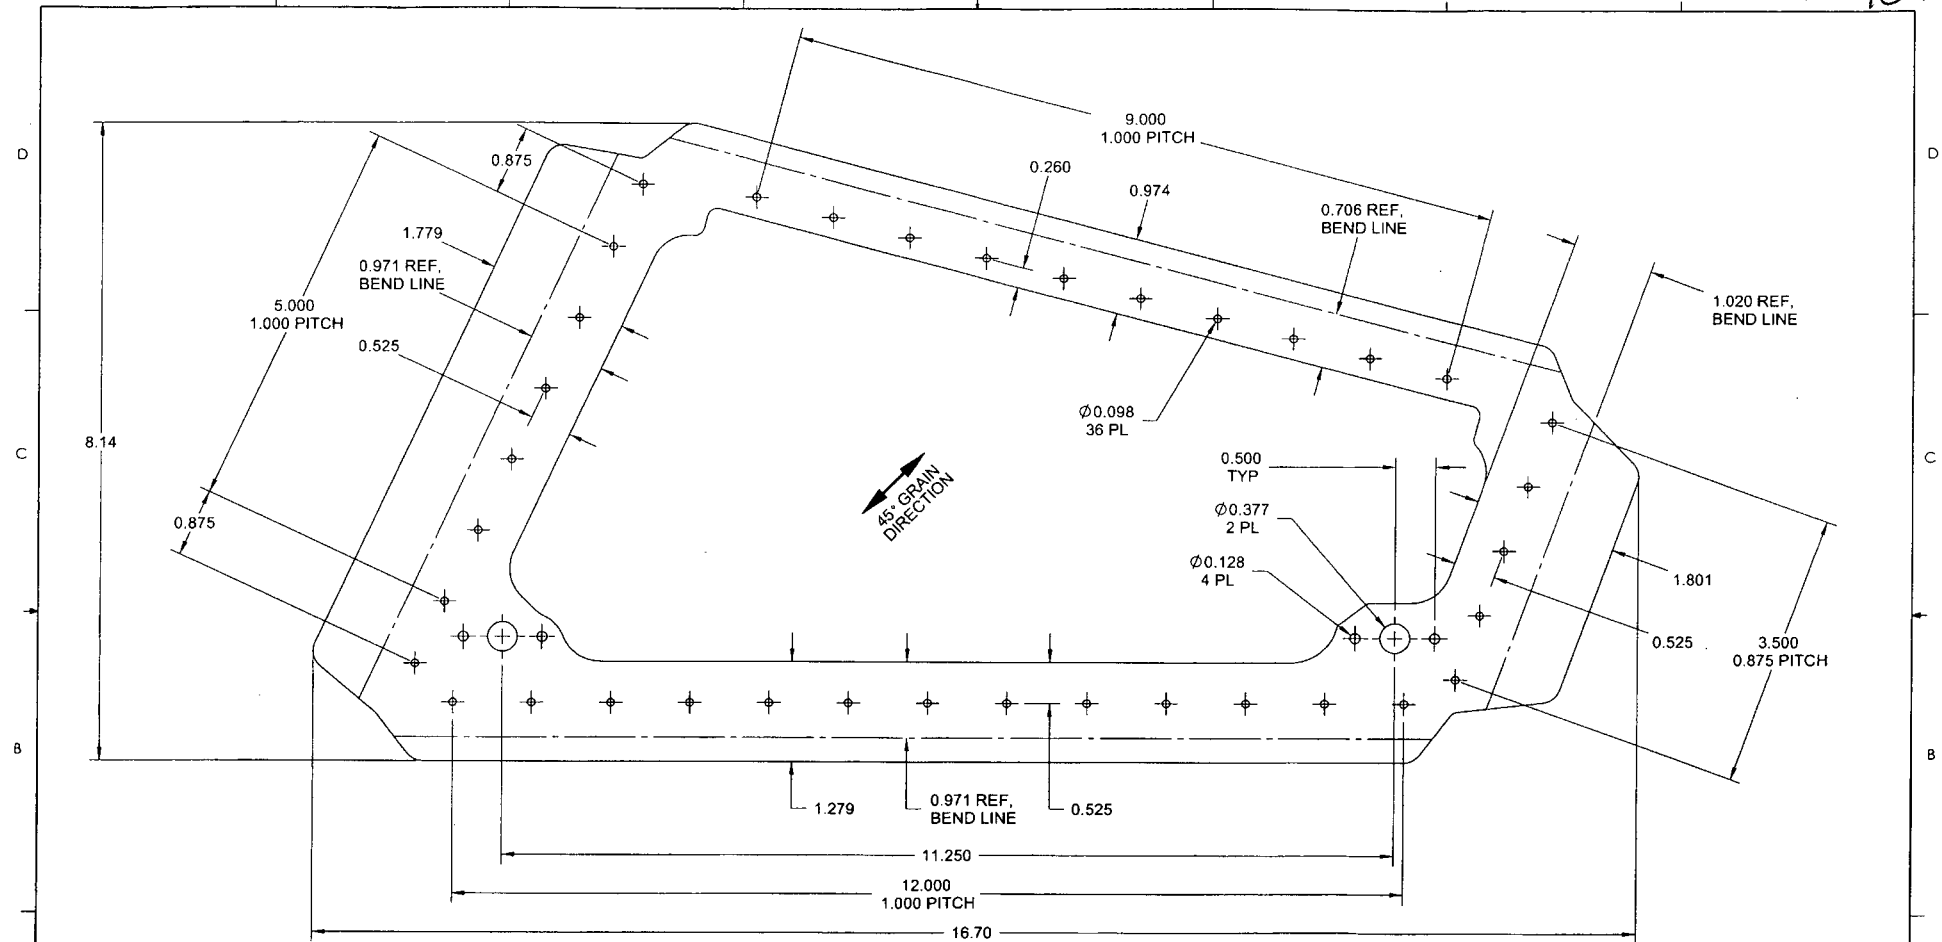 9.000
1.000 PITCH
D
D
0.875
0.260
0.974
0.706 REF,
BEND LINE
1.779
0.971 REF,
BEND LINE
1.020 REF,
BEND LINE
5.000
1.000 PITCH
0.525
Ø0.098
36 PL
8.14
C
C
0.500
TYP
45° GRAIN
DIRECTION
Ø0.377
2 PL
0.875
Ø0.128
4 PL
1.801
0.525
3.500
0.875 PITCH
B
B
1.279
0.971 REF,
BEND LINE
0.525
11.250
12.000
1.000 PITCH
16.70